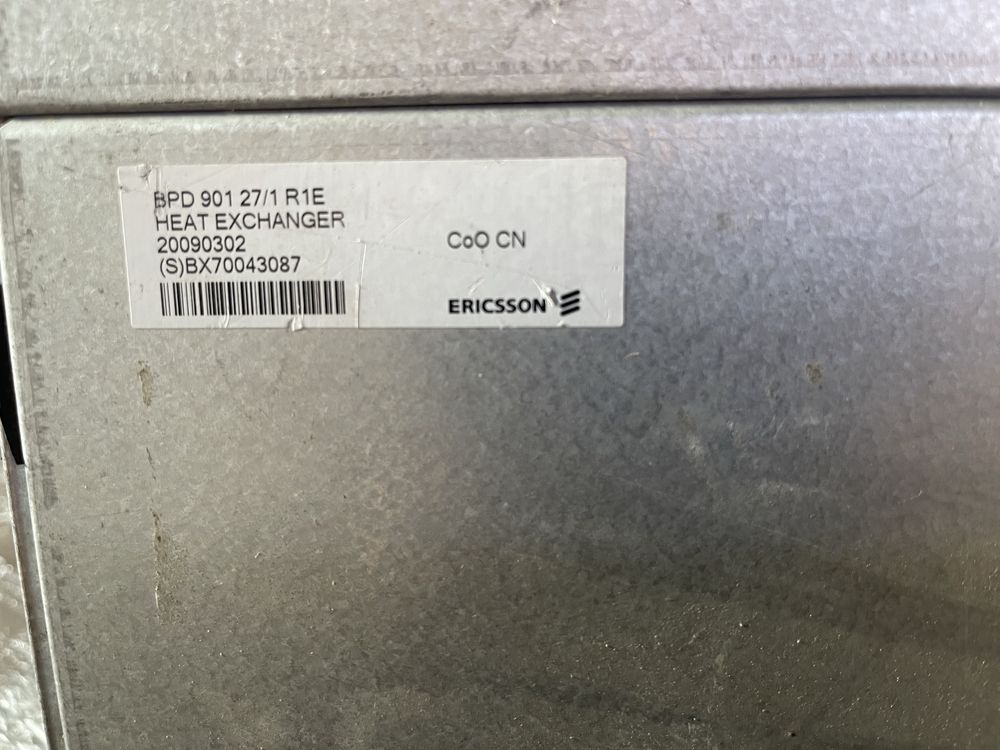 BPD 901 27/1 R1E
HEAT EXCHANGER
20090302
(S)BX70043087
CoO CN
ERICSSON